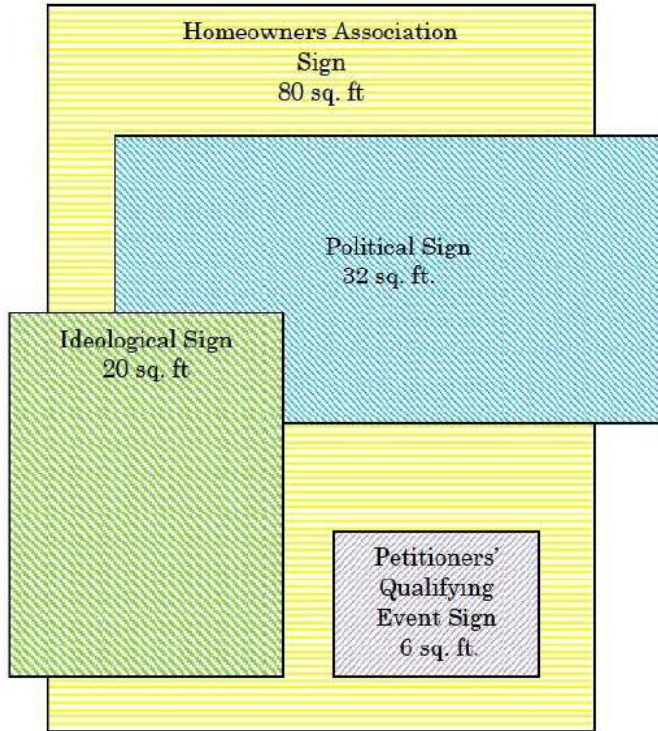 Homeowners Association
Sign
80 sq. ft
Political Sign
32 sq. ft.
Ideological Sign
20 sq. ft
Petitioners'
Qualifying
Event Sign
6 sq. ft.